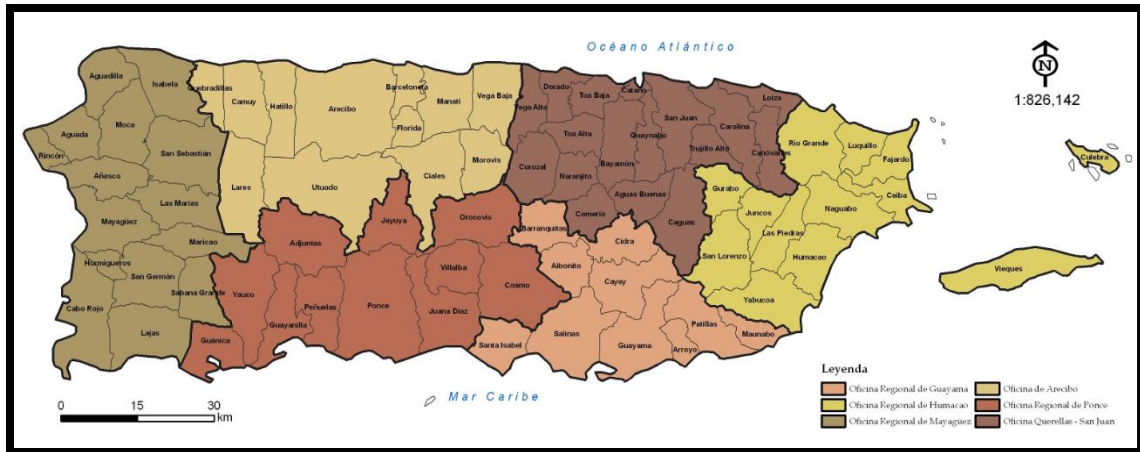 Océano Atlántico
N
1:826,142
Aguadilla
Isabela
Quebradillas
Camuy
Hatillo
Arecibo
Barceloneta
Manatí
Vega Baja
Vega Alta
Dorado
Toa Baja
Cataño
San Juan
Loiza
Aguada
Moca
Florida
Toa Alta
Guaynabo
Carolina
Rincón
San Sebastián
Morovis
Corozal
Naranjito
Bayamón
Trujillo Alto
Canóvanas
Río Grande
Luquillo
Fajardo
Culebra
Añasco
Lares
Utuado
Ciales
Aguas Buenas
Gurabo
Ceiba
Las Marías
Jayuya
Orocovis
Comerío
Caguas
Juncos
Naguabo
Mayagüez
Maricao
Adjuntas
Barranquitas
Cidra
Las Piedras
Hormigueros
San Germán
Villalba
Aibonito
San Lorenzo
Humacao
Vieques
Sabana Grande
Yauco
Peñuelas
Ponce
Coamo
Cayey
Yabucoa
Cabo Rojo
Lajas
Guánica
Guayanilla
Juana Díaz
Santa Isabel
Salinas
Guayama
Patillas
Arroyo
Maunabo
Mar Caribe
0 15 30
km
Leyenda
Oficina Regional de Guayama
Oficina de Arecibo
Oficina Regional de Humacao
Oficina Regional de Ponce
Oficina Regional de Mayagüez
Oficina Querellas - San Juan